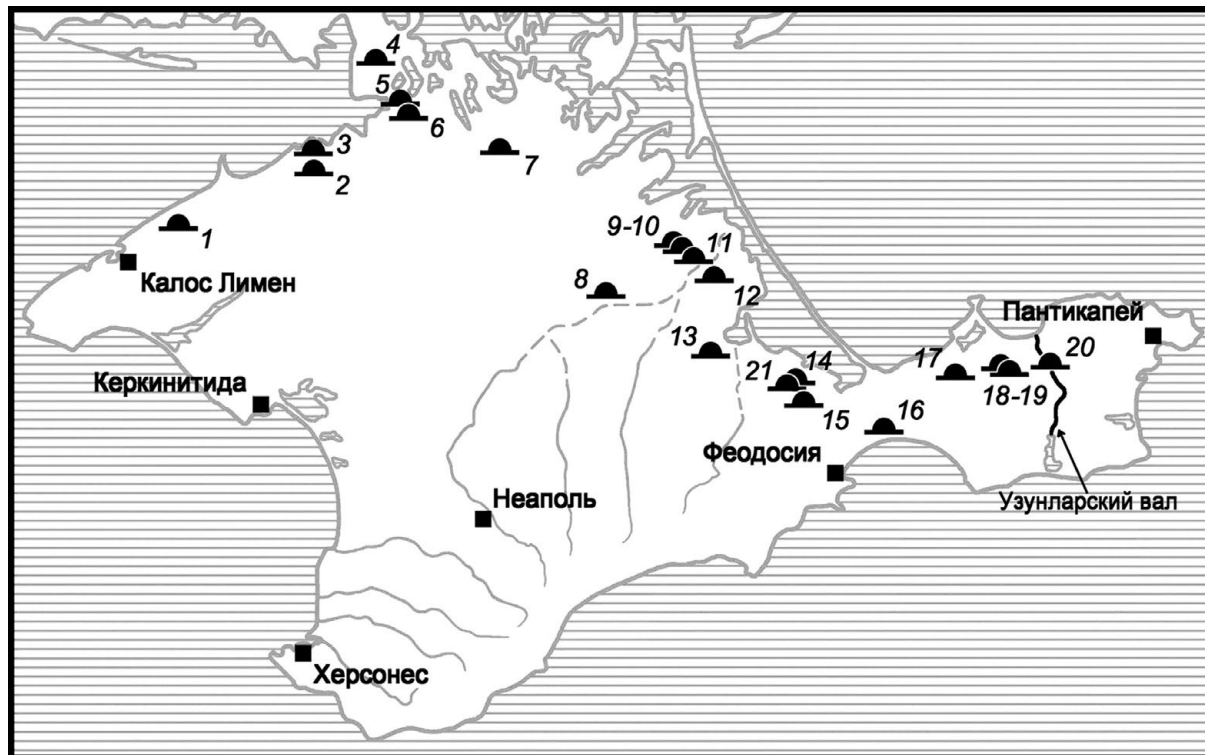 4
5
6
3
7
2
9-10
1
11
8
12
Калос Лимен
Пантикапей
13
14
17
20
21
Керкинитида
18-19
15
16
Феодосия
Неаполь
Узунларский вал
Херсонес